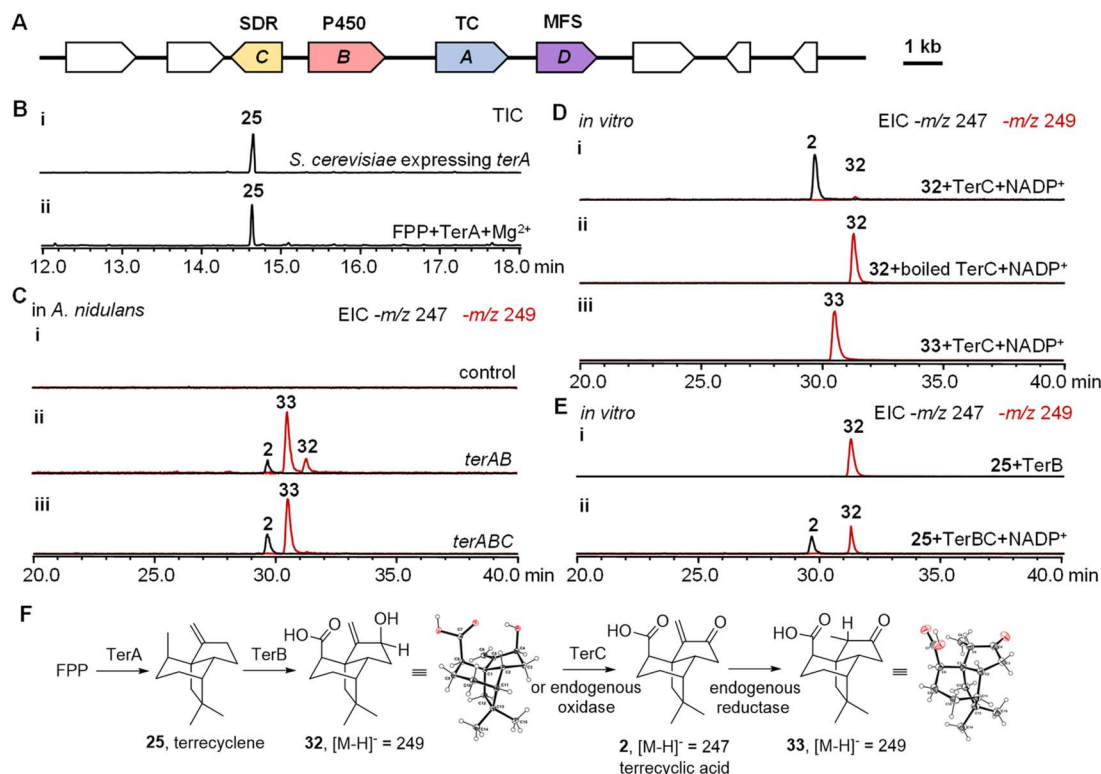 A
SDR P450 TC MFS
C B A D
1 kb
B
i
25
TIC
S. cerevisiae expressing terA
ii
25
FPP+TerA+Mg2+
12.0 13.0 14.0 15.0 16.0 17.0 18.0 min
C
in A. nidulans
EIC -m/z 247 -m/z 249
i
control
ii
33
2
32
terAB
iii
33
2
terABC
20.0 25.0 30.0 35.0 40.0 min
D
in vitro
EIC -m/z 247 -m/z 249
i
2
32
32+TerC+NADP+
ii
32
32+boiled TerC+NADP+
iii
33
33+TerC+NADP+
20.0 25.0 30.0 35.0 40.0 min
E
in vitro
EIC -m/z 247 -m/z 249
i
32
25+TerB
ii
2
32
25+TerBC+NADP+
20.0 25.0 30.0 35.0 40.0 min
F
FPP
TerA
25, terrecyclene
TerB
HO
O
OH
H
≡
32, [M-H]- = 249
TerC
or endogenous
oxidase
HO
O
O
2, [M-H]- = 247
terrecyclic acid
endogenous
reductase
HO
O
H
O
≡
33, [M-H]- = 249